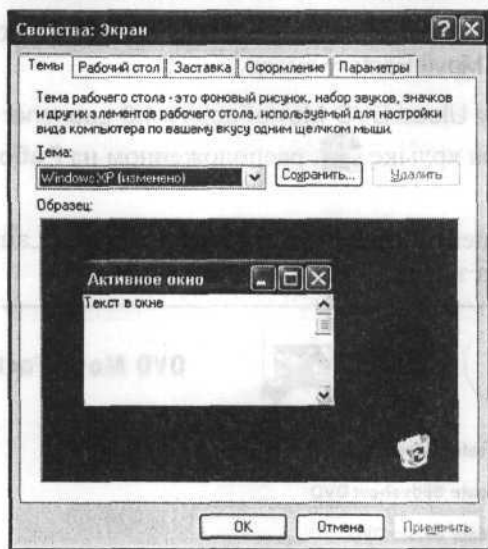 Свойства: Экран
Темы Рабочий стол Заставка Оформление Параметры
Тема рабочего стола - это фоновый рисунок, набор звуков, значков
и других элементов рабочего стола, используемый для настройки
вида компьютера по вашему вкусу одним щелчком мыши.
Тема:
Windows XP (изменено) Сохранить... Удалить
Образец:
Активное окно
Текст в окне
OK Отмена Применить